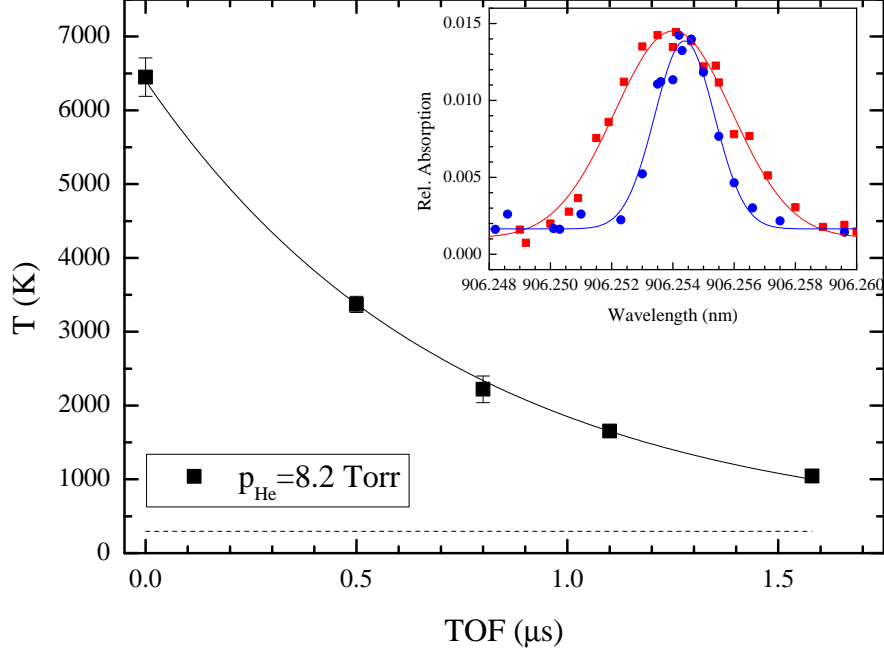 7000
6000
5000
4000
3000
2000
1000
0
T (K)
0.0 0.5 1.0 1.5
TOF (μs)
p_He=8.2 Torr
0.015
0.010
0.005
0.000
Rel. Absorption
906.248 906.250 906.252 906.254 906.256 906.258 906.260
Wavelength (nm)